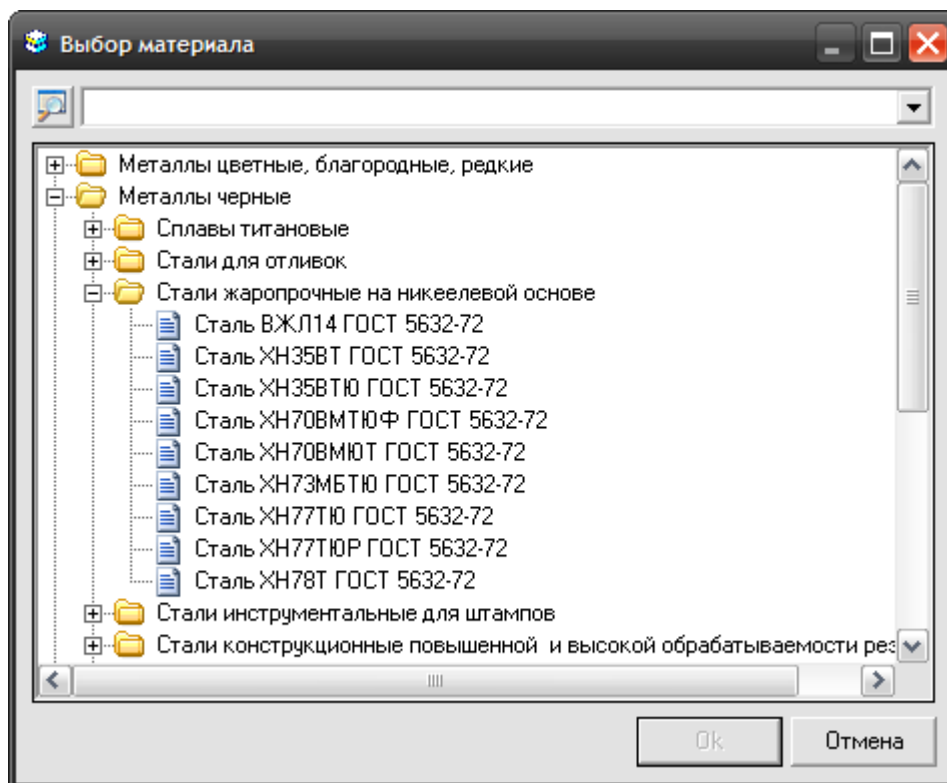 Выбор материала
Металлы цветные, благородные, редкие
Металлы черные
Сплавы титановые
Стали для отливок
Стали жаропрочные на никеелевой основе
Сталь ВЖЛ14 ГОСТ 5632-72
Сталь ХН35ВТ ГОСТ 5632-72
Сталь ХН35ВТЮ ГОСТ 5632-72
Сталь ХН70ВМТЮФ ГОСТ 5632-72
Сталь ХН70ВМЮТ ГОСТ 5632-72
Сталь ХН73МБТЮ ГОСТ 5632-72
Сталь ХН77ТЮ ГОСТ 5632-72
Сталь ХН77ТЮР ГОСТ 5632-72
Сталь ХН78Т ГОСТ 5632-72
Стали инструментальные для штампов
Стали конструкционные повышенной и высокой обрабатываемости рез
Ok Отмена